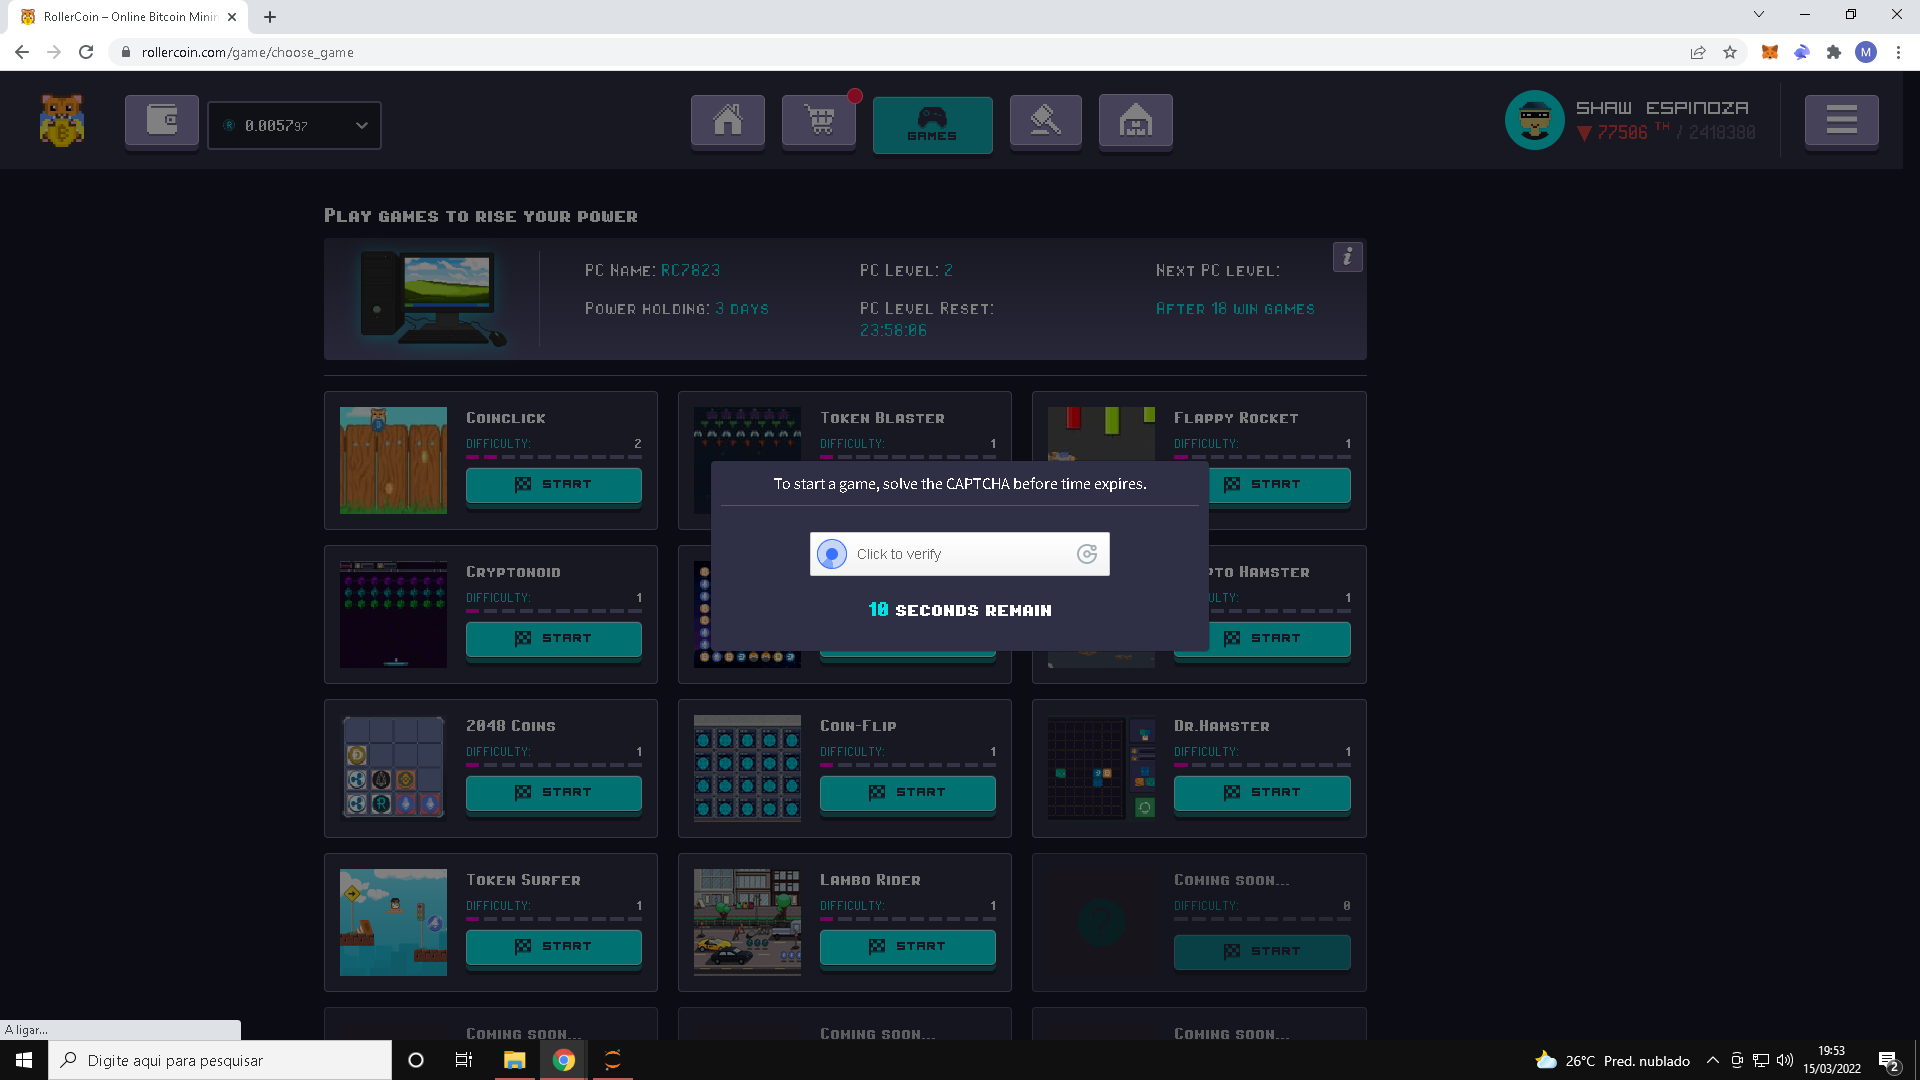 RollerCoin – Online Bitcoin Minin
rollercoin.com/game/choose_game
M
0.005797
GAMES
SHAW ESPINOZA
77506 TH / 2418380
PLAY GAMES TO RISE YOUR POWER
PC NAME: RC7823
PC LEVEL: 2
NEXT PC LEVEL:
POWER HOLDING: 3 DAYS
PC LEVEL RESET:
23:58:06
AFTER 18 WIN GAMES
i
COINCLICK
DIFFICULTY: 2
START
TOKEN BLASTER
DIFFICULTY: 1
FLAPPY ROCKET
DIFFICULTY: 1
START
To start a game, solve the CAPTCHA before time expires.
Click to verify
10 SECONDS REMAIN
CRYPTONOID
DIFFICULTY: 1
START
PTO HAMSTER
ULTY: 1
START
2048 COINS
DIFFICULTY: 1
START
COIN-FLIP
DIFFICULTY: 1
START
DR.HAMSTER
DIFFICULTY: 1
START
TOKEN SURFER
DIFFICULTY: 1
START
LAMBO RIDER
DIFFICULTY: 1
START
COMING SOON...
DIFFICULTY: 0
START
COMING SOON...
COMING SOON...
COMING SOON...
A ligar...
Digite aqui para pesquisar
26°C Pred. nublado
19:53
15/03/2022
2